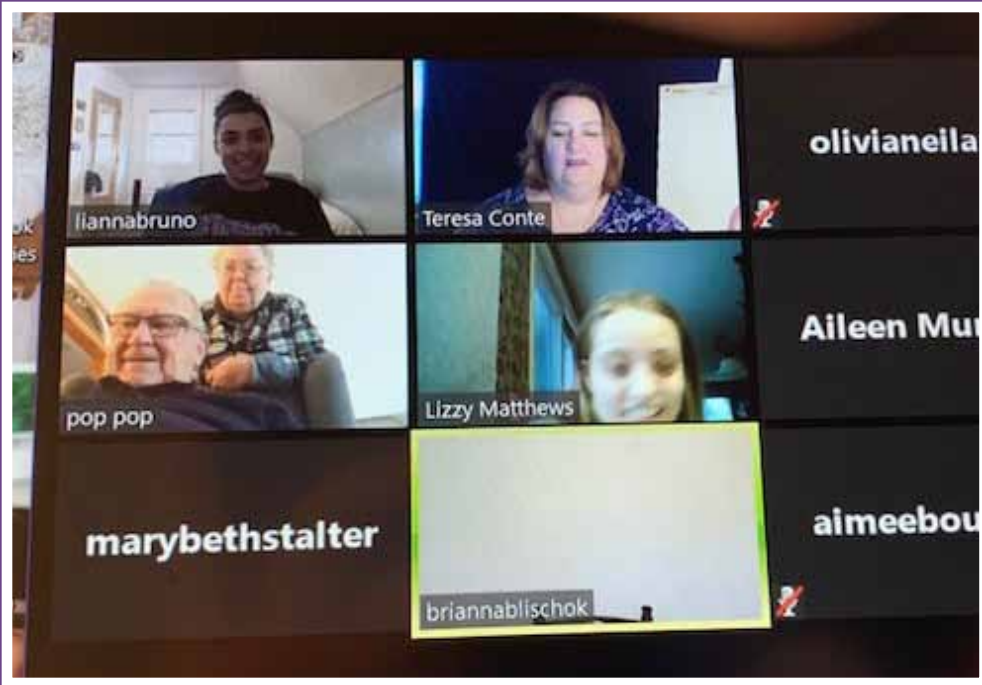 liannabruno
Teresa Conte
olivianeila
pop pop
Lizzy Matthews
Aileen Mu
marybethstalter
briannablischok
aimeebou